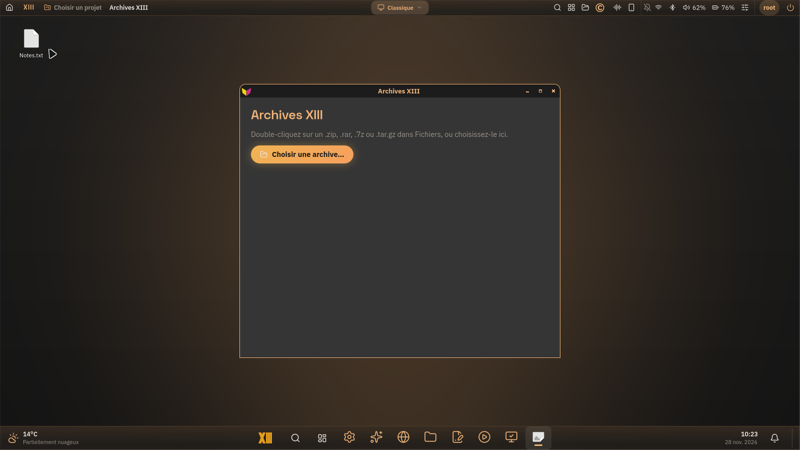 XIII
Choisir un projet
Archives XIII
Classique
62%
76%
root
Notes.txt
Archives XIII
Archives XIII
Double-cliquez sur un .zip, .rar, .7z ou .tar.gz dans Fichiers, ou choisissez-le ici.
Choisir une archive...
14°C
Partiellement nuageux
XIII
10:23
28 nov. 2026